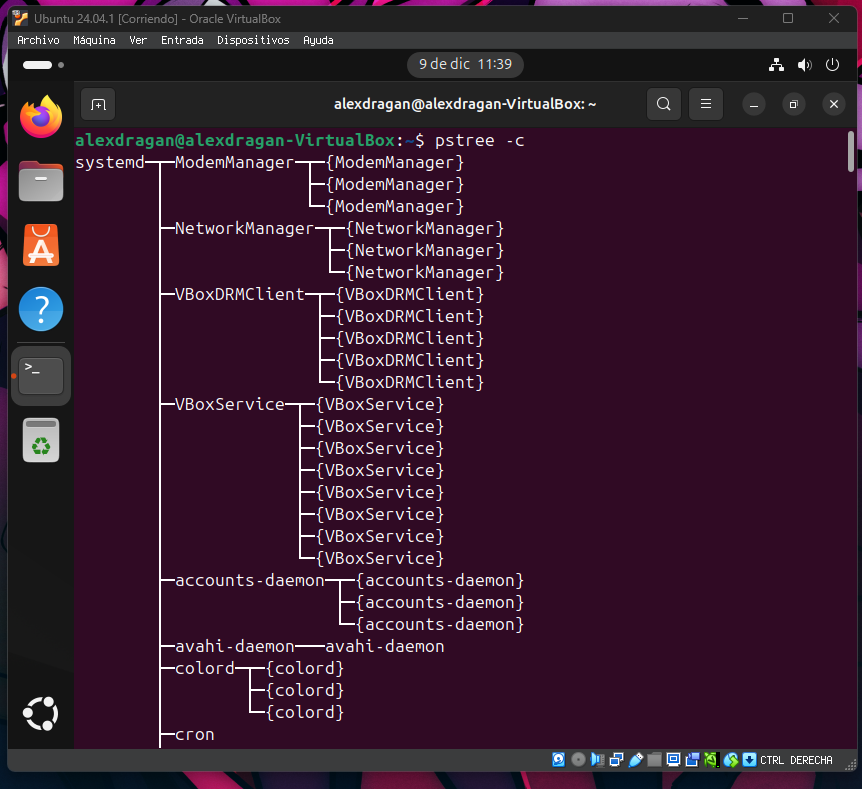 Ubuntu 24.04.1 [Corriendo] - Oracle VirtualBox
Archivo Máquina Ver Entrada Dispositivos Ayuda
9 de dic 11:39
alexdragan@alexdragan-VirtualBox: ~
alexdragan@alexdragan-VirtualBox:~$ pstree -c
systemd─┬─ModemManager─┬─{ModemManager}
        │              ├─{ModemManager}
        │              └─{ModemManager}
        ├─NetworkManager─┬─{NetworkManager}
        │                ├─{NetworkManager}
        │                └─{NetworkManager}
        ├─VBoxDRMClient─┬─{VBoxDRMClient}
        │               ├─{VBoxDRMClient}
        │               ├─{VBoxDRMClient}
        │               ├─{VBoxDRMClient}
        │               └─{VBoxDRMClient}
        ├─VBoxService─┬─{VBoxService}
        │             ├─{VBoxService}
        │             ├─{VBoxService}
        │             ├─{VBoxService}
        │             ├─{VBoxService}
        │             ├─{VBoxService}
        │             ├─{VBoxService}
        │             └─{VBoxService}
        ├─accounts-daemon─┬─{accounts-daemon}
        │                 ├─{accounts-daemon}
        │                 └─{accounts-daemon}
        ├─avahi-daemon───avahi-daemon
        ├─colord─┬─{colord}
        │        ├─{colord}
        │        └─{colord}
        ├─cron
CTRL DERECHA